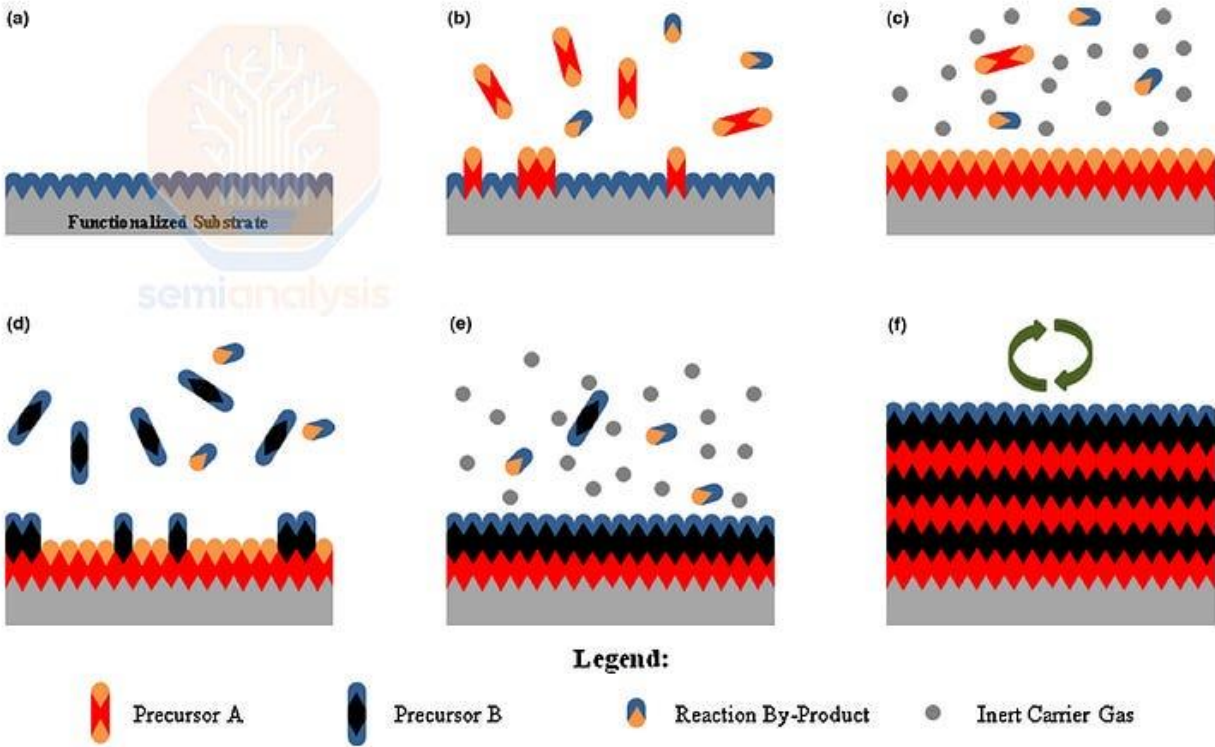 (a)
(b)
(c)
Functionalized Substrate
semianalysis
(d)
(e)
(f)
Legend:
Precursor A
Precursor B
Reaction By-Product
Inert Carrier Gas